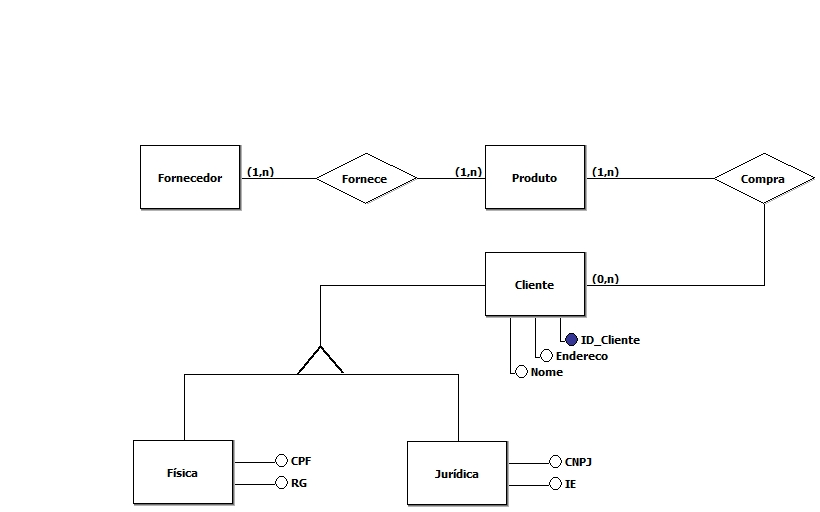 Fornecedor
(1,n)
Fornece
(1,n)
Produto
(1,n)
Compra
Cliente
(0,n)
ID_Cliente
Endereco
Nome
Física
CPF
RG
Jurídica
CNPJ
IE